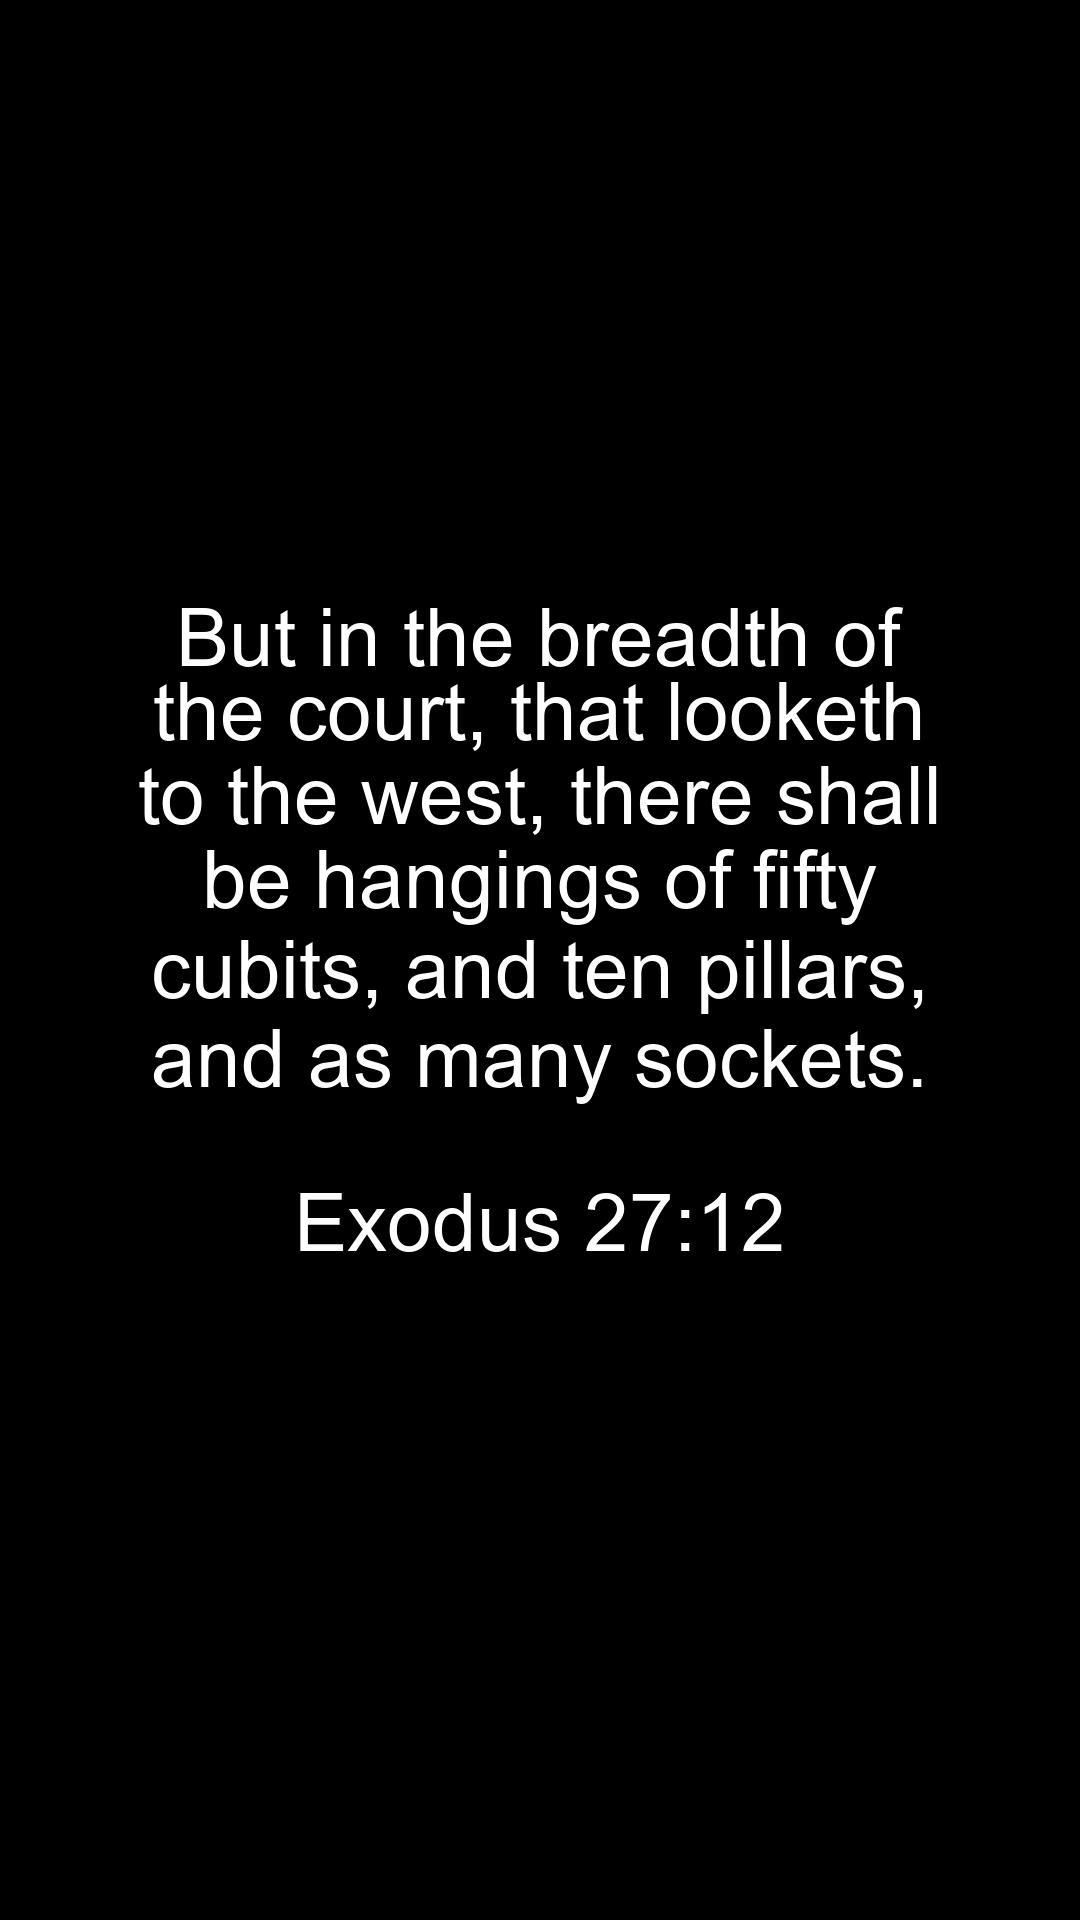 But in the breadth of
the court, that looketh
to the west, there shall
be hangings of fifty
cubits, and ten pillars,
and as many sockets.
Exodus 27:12